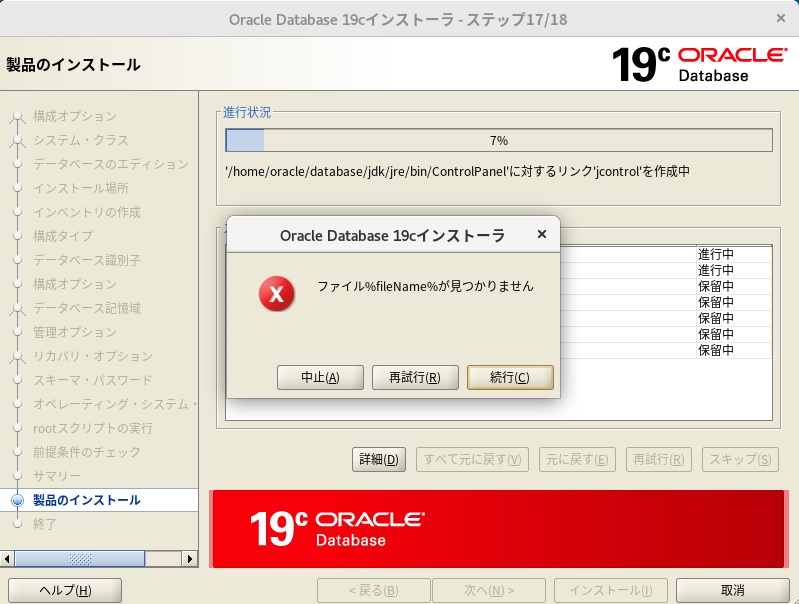 Oracle Database 19cインストーラ - ステップ17/18
製品のインストール
19c ORACLE
Database
構成オプション
システム・クラス
データベースのエディション
インストール場所
インベントリの作成
構成タイプ
データベース識別子
構成オプション
データベース記憶域
管理オプション
リカバリ・オプション
スキーマ・パスワード
オペレーティング・システム・
rootスクリプトの実行
前提条件のチェック
サマリー
製品のインストール
終了
進行状況
7%
'/home/oracle/database/jdk/jre/bin/ControlPanel'に対するリンク'jcontrol'を作成中
進行中
進行中
保留中
保留中
保留中
保留中
保留中
Oracle Database 19cインストーラ
ファイル%fileName%が見つかりません
中止(A)
再試行(R)
続行(C)
詳細(D)
すべて元に戻す(V)
元に戻す(E)
再試行(R)
スキップ(S)
19c ORACLE
Database
ヘルプ(H)
< 戻る(B)
次へ(N) >
インストール(I)
取消